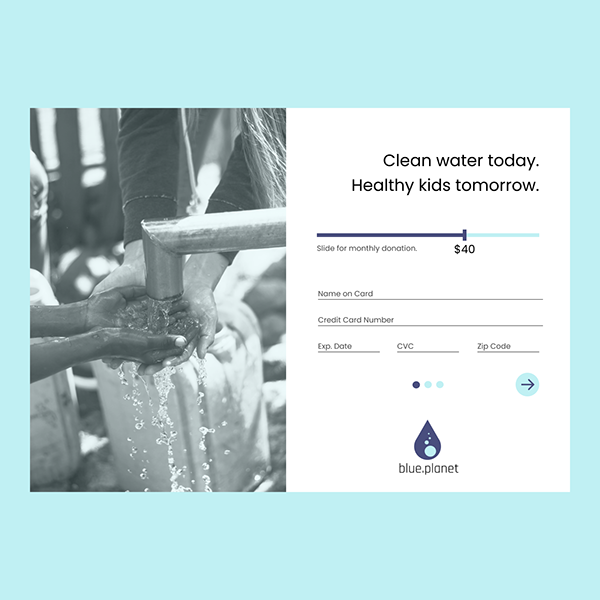 Clean water today.
Healthy kids tomorrow.
Slide for monthly donation. $40
Name on Card
Credit Card Number
Exp. Date CVC Zip Code
blue.planet